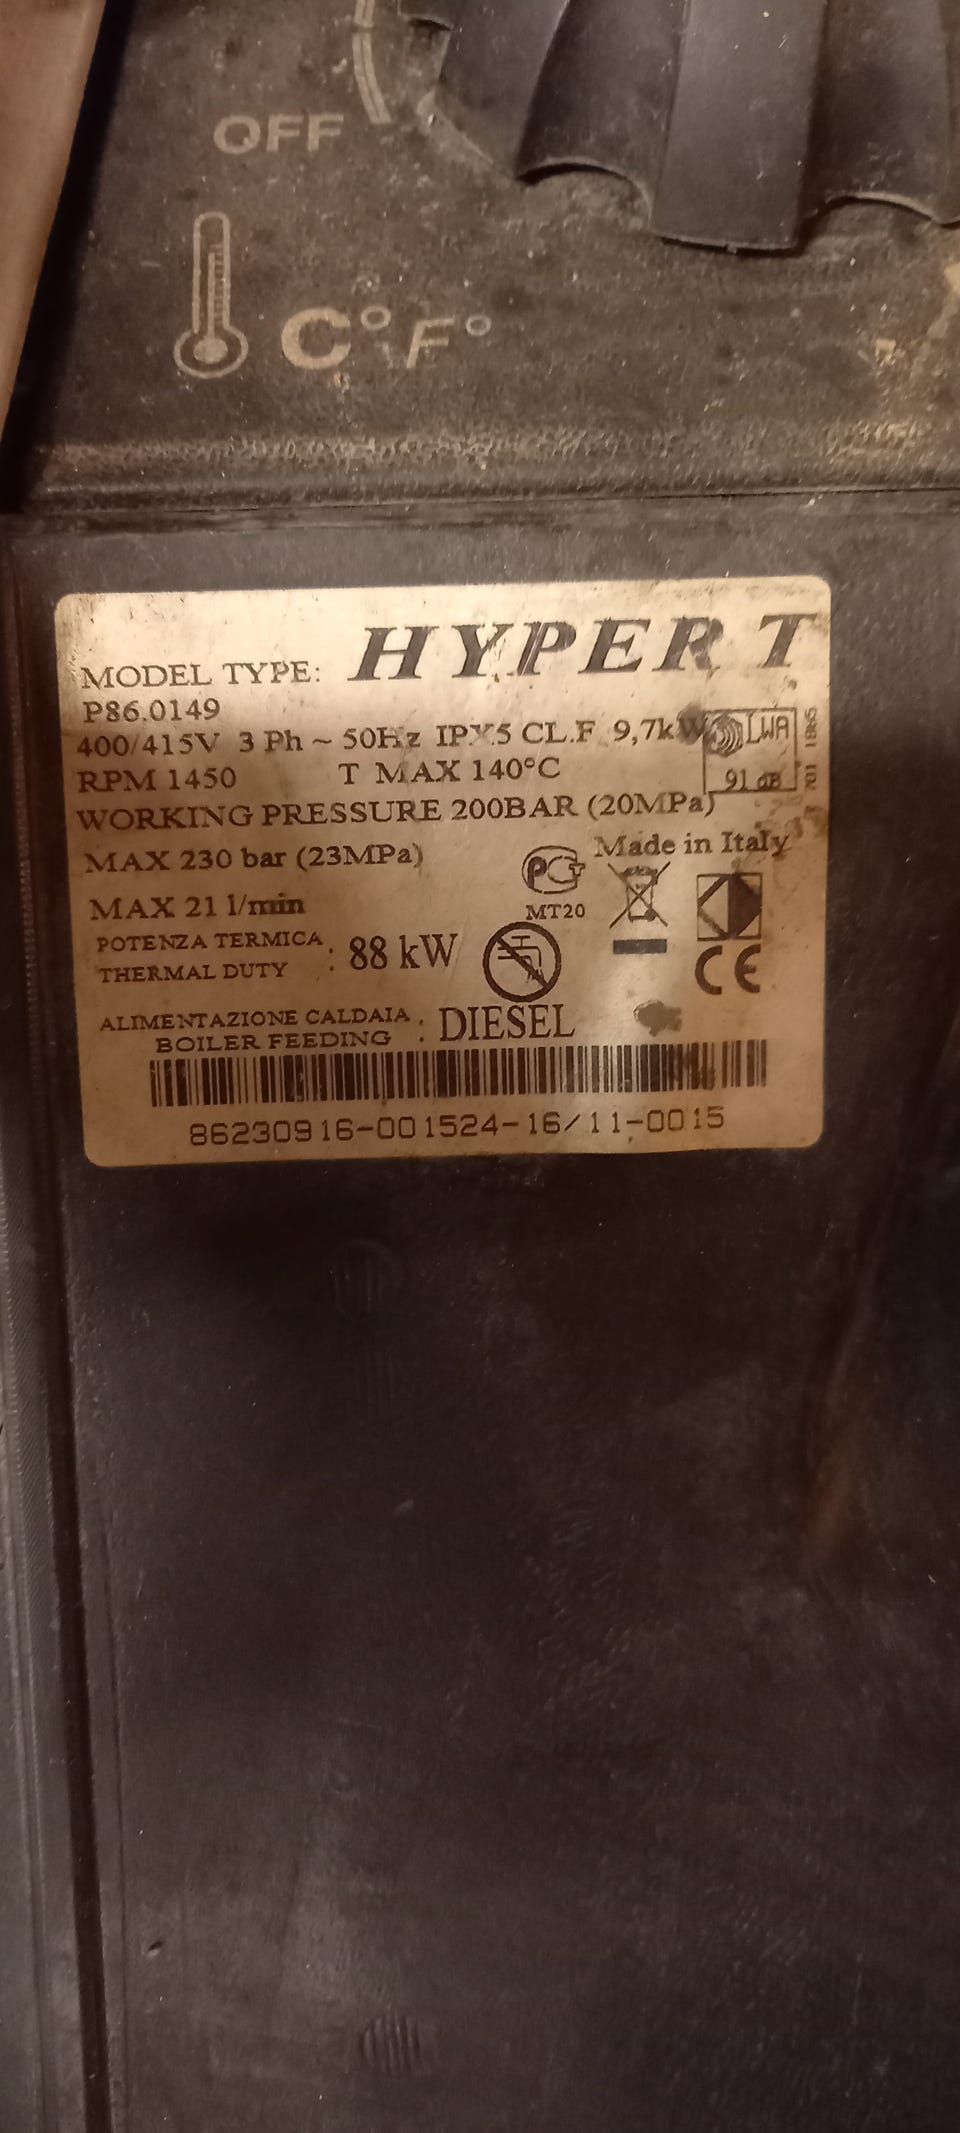 OFF
C° F°
MODEL TYPE: HYPER T
P86.0149
400/415V 3 Ph ~ 50Hz IPX5 CL.F 9,7kW
LWA
91 dB
RPM 1450 T MAX 140°C
WORKING PRESSURE 200BAR (20MPa)
MAX 230 bar (23MPa)
Made in Italy
PCT
MT20
MAX 21 l/min
POTENZA TERMICA
THERMAL DUTY : 88 kW
CE
ALIMENTAZIONE CALDAIA
BOILER FEEDING : DIESEL
86230916-001524-16/11-0015